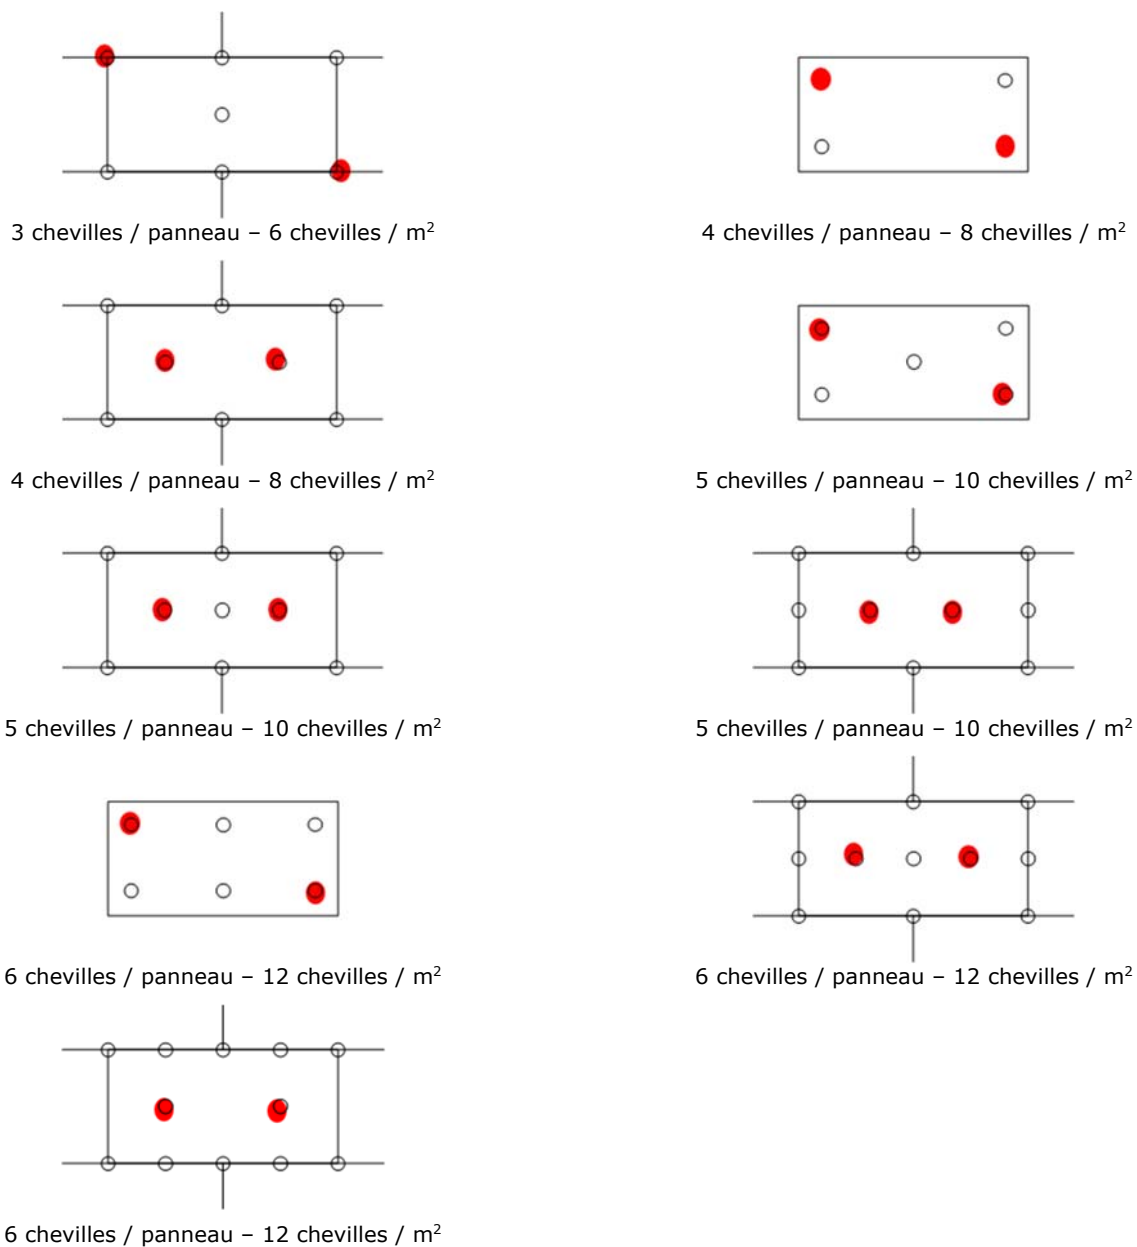 3 chevilles / panneau – 6 chevilles / m²
4 chevilles / panneau – 8 chevilles / m²
4 chevilles / panneau – 8 chevilles / m²
5 chevilles / panneau – 10 chevilles / m²
5 chevilles / panneau – 10 chevilles / m²
5 chevilles / panneau – 10 chevilles / m²
6 chevilles / panneau – 12 chevilles / m²
6 chevilles / panneau – 12 chevilles / m²
6 chevilles / panneau – 12 chevilles / m²